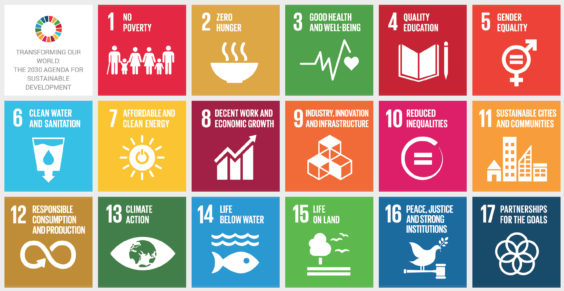 TRANSFORMING OUR
WORLD:
THE 2030 AGENDA FOR
SUSTAINABLE
DEVELOPMENT
1 NO
POVERTY
2 ZERO
HUNGER
3 GOOD HEALTH
AND WELL-BEING
4 QUALITY
EDUCATION
5 GENDER
EQUALITY
6 CLEAN WATER
AND SANITATION
7 AFFORDABLE AND
CLEAN ENERGY
8 DECENT WORK AND
ECONOMIC GROWTH
9 INDUSTRY, INNOVATION
AND INFRASTRUCTURE
10 REDUCED
INEQUALITIES
11 SUSTAINABLE CITIES
AND COMMUNITIES
12 RESPONSIBLE
CONSUMPTION
AND PRODUCTION
13 CLIMATE
ACTION
14 LIFE
BELOW WATER
15 LIFE
ON LAND
16 PEACE, JUSTICE
AND STRONG
INSTITUTIONS
17 PARTNERSHIPS
FOR THE GOALS